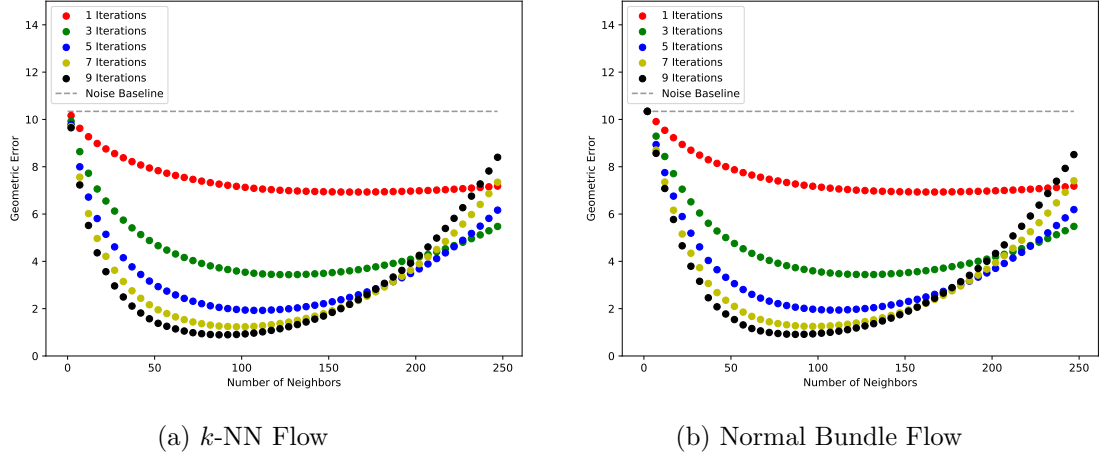 1 Iterations
3 Iterations
5 Iterations
7 Iterations
9 Iterations
Noise Baseline
14
12
10
8
6
4
2
0
Geometric Error
0
50
100
150
200
250
Number of Neighbors
(a) k-NN Flow
1 Iterations
3 Iterations
5 Iterations
7 Iterations
9 Iterations
Noise Baseline
14
12
10
8
6
4
2
0
Geometric Error
0
50
100
150
200
250
Number of Neighbors
(b) Normal Bundle Flow